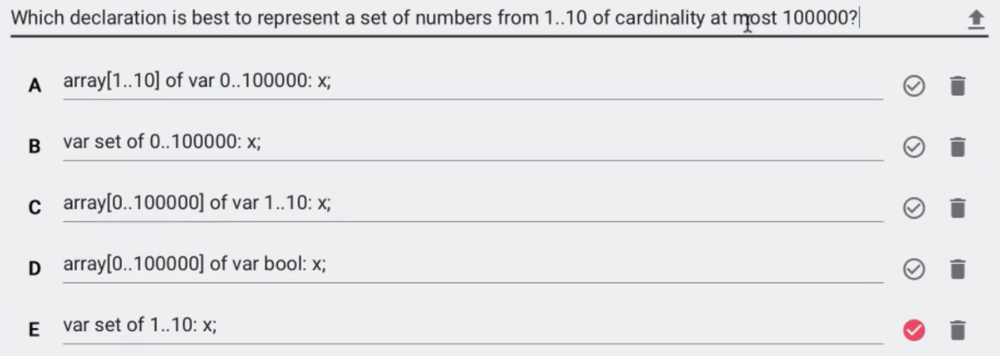 Which declaration is best to represent a set of numbers from 1..10 of cardinality at most 100000?
A array[1..10] of var 0..100000: x;
B var set of 0..100000: x;
C array[0..100000] of var 1..10: x;
D array[0..100000] of var bool: x;
E var set of 1..10: x;